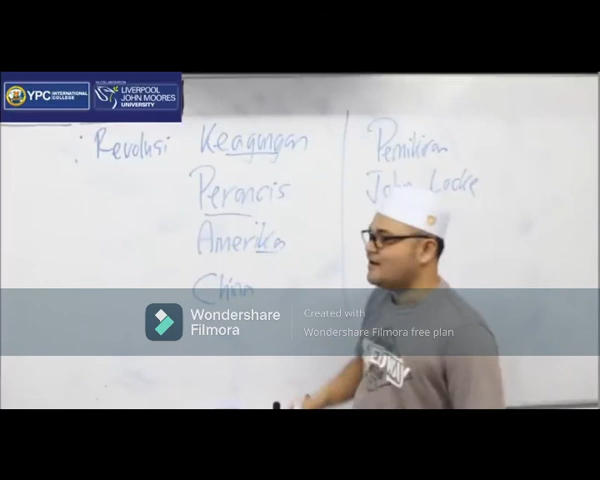 YPC INTERNATIONAL COLLEGE
LIVERPOOL
JOHN MOORES
UNIVERSITY
: Revolusi Keagungan
Perancis
Amerika
China
Pemikiran
John Locke
Wondershare
Filmora
Created with
Wondershare Filmora free plan